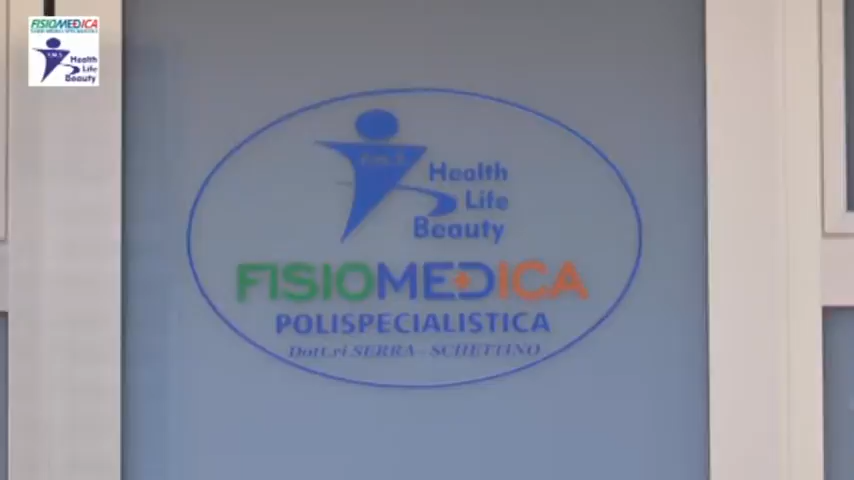 FISIOMEDICA
Health
Life
Beauty
Health
Life
Beauty
FISIOMEDICA
POLISPECIALISTICA
Dott.ri SERRA - SCHETTINO